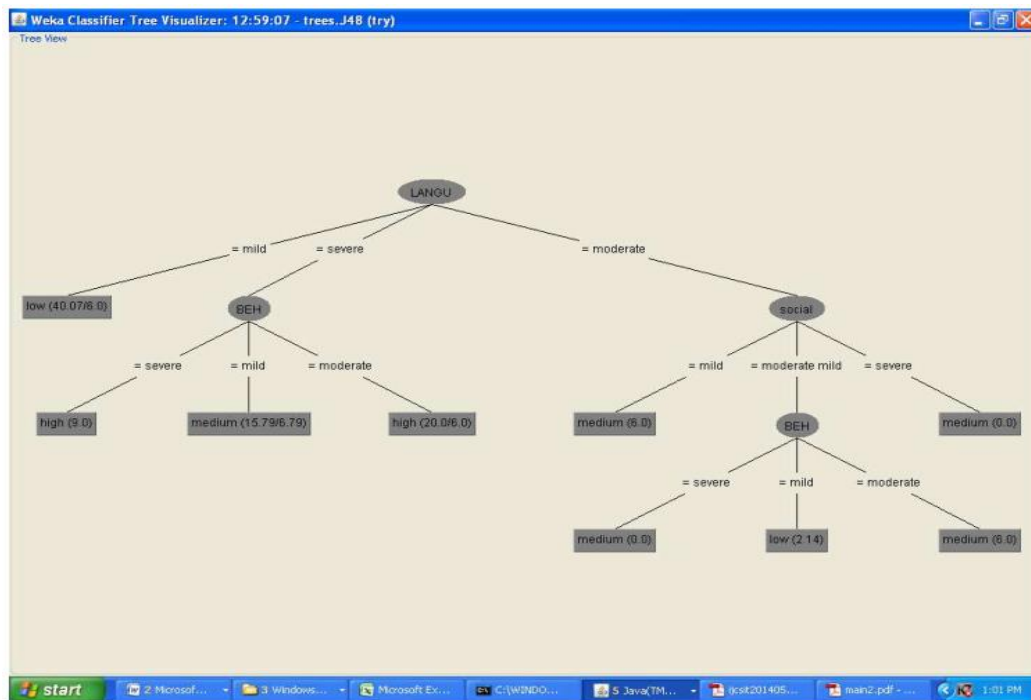 Weka Classifier Tree Visualizer: 12:59:07 - trees.J48 (try)
Tree View
LANGU
= mild = severe = moderate
low (40.07/6.0) BEH social
= severe = mild = moderate = mild = moderate mild = severe
high (9.0) medium (15.79/6.79) high (20.0/6.0) medium (6.0) BEH medium (0.0)
= severe = mild = moderate
medium (0.0) low (2.14) medium (6.0)
start 2 Microsof... 3 Windows... Microsoft Ex... C:\WINDO... 5 Java(TM... main2.pdf - ... 1:01 PM